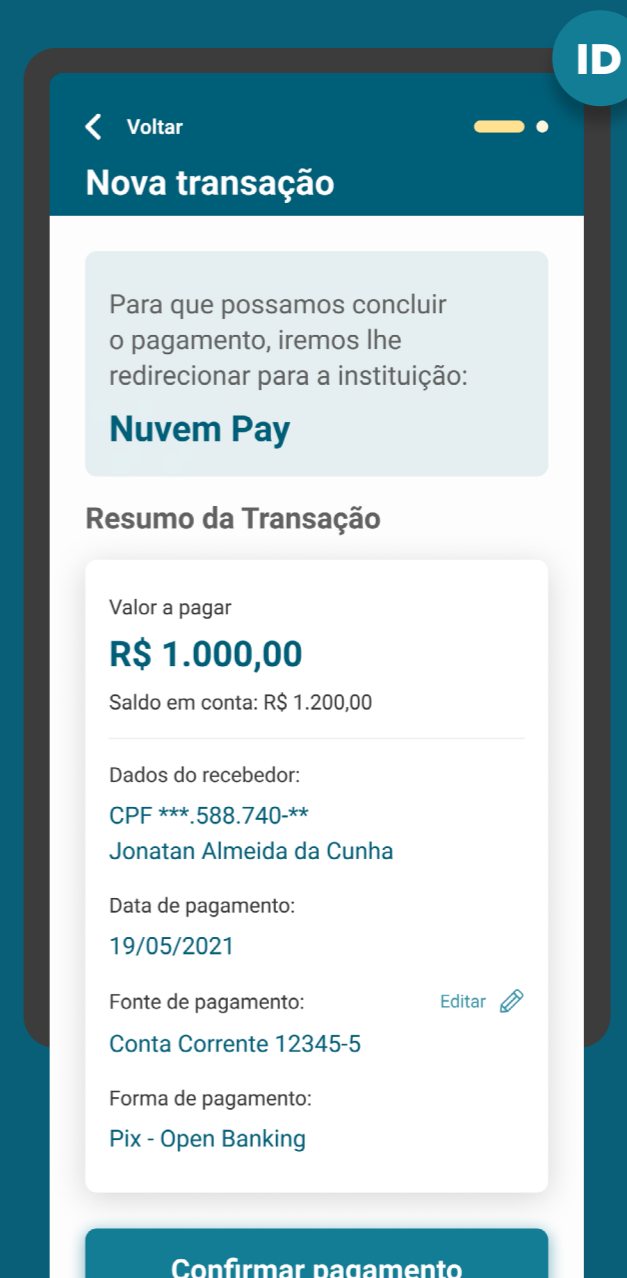 ID
Voltar
Nova transação
Para que possamos concluir
o pagamento, iremos lhe
redirecionar para a instituição:
Nuvem Pay
Resumo da Transação
Valor a pagar
R$ 1.000,00
Saldo em conta: R$ 1.200,00
Dados do recebedor:
CPF ***.588.740-**
Jonatan Almeida da Cunha
Data de pagamento:
19/05/2021
Fonte de pagamento:
Editar
Conta Corrente 12345-5
Forma de pagamento:
Pix - Open Banking
Confirmar pagamento